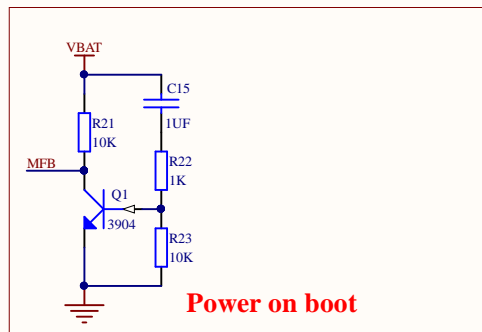 VBAT
C15
1UF
R21
10K
MFB
R22
1K
Q1
3904
R23
10K
Power on boot